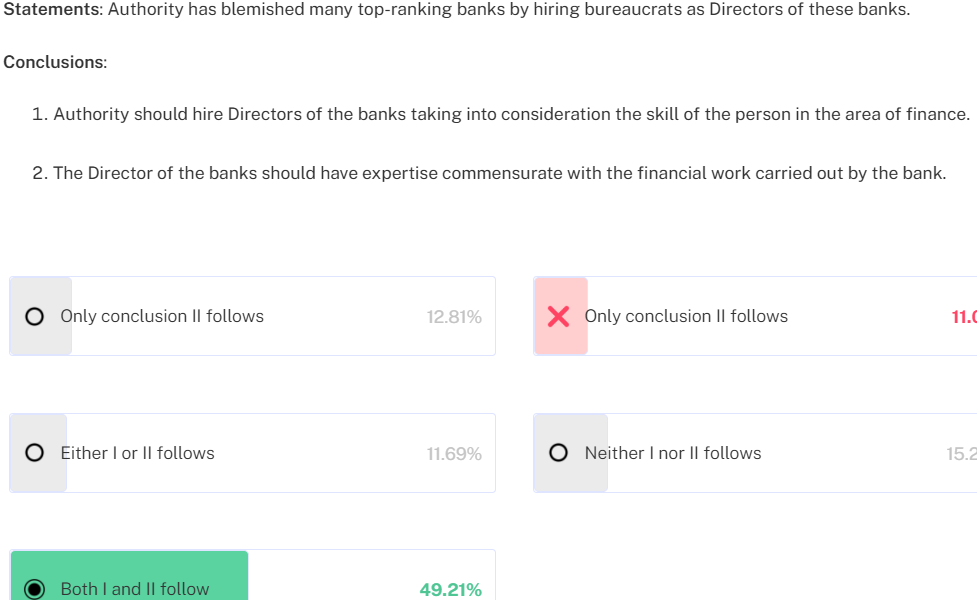 Statements: Authority has blemished many top-ranking banks by hiring bureaucrats as Directors of these banks.
Conclusions:
1. Authority should hire Directors of the banks taking into consideration the skill of the person in the area of finance.
2. The Director of the banks should have expertise commensurate with the financial work carried out by the bank.
Only conclusion II follows 12.81%
Only conclusion II follows 11.0
Either I or II follows 11.69%
Neither I nor II follows 15.2
Both I and II follow 49.21%